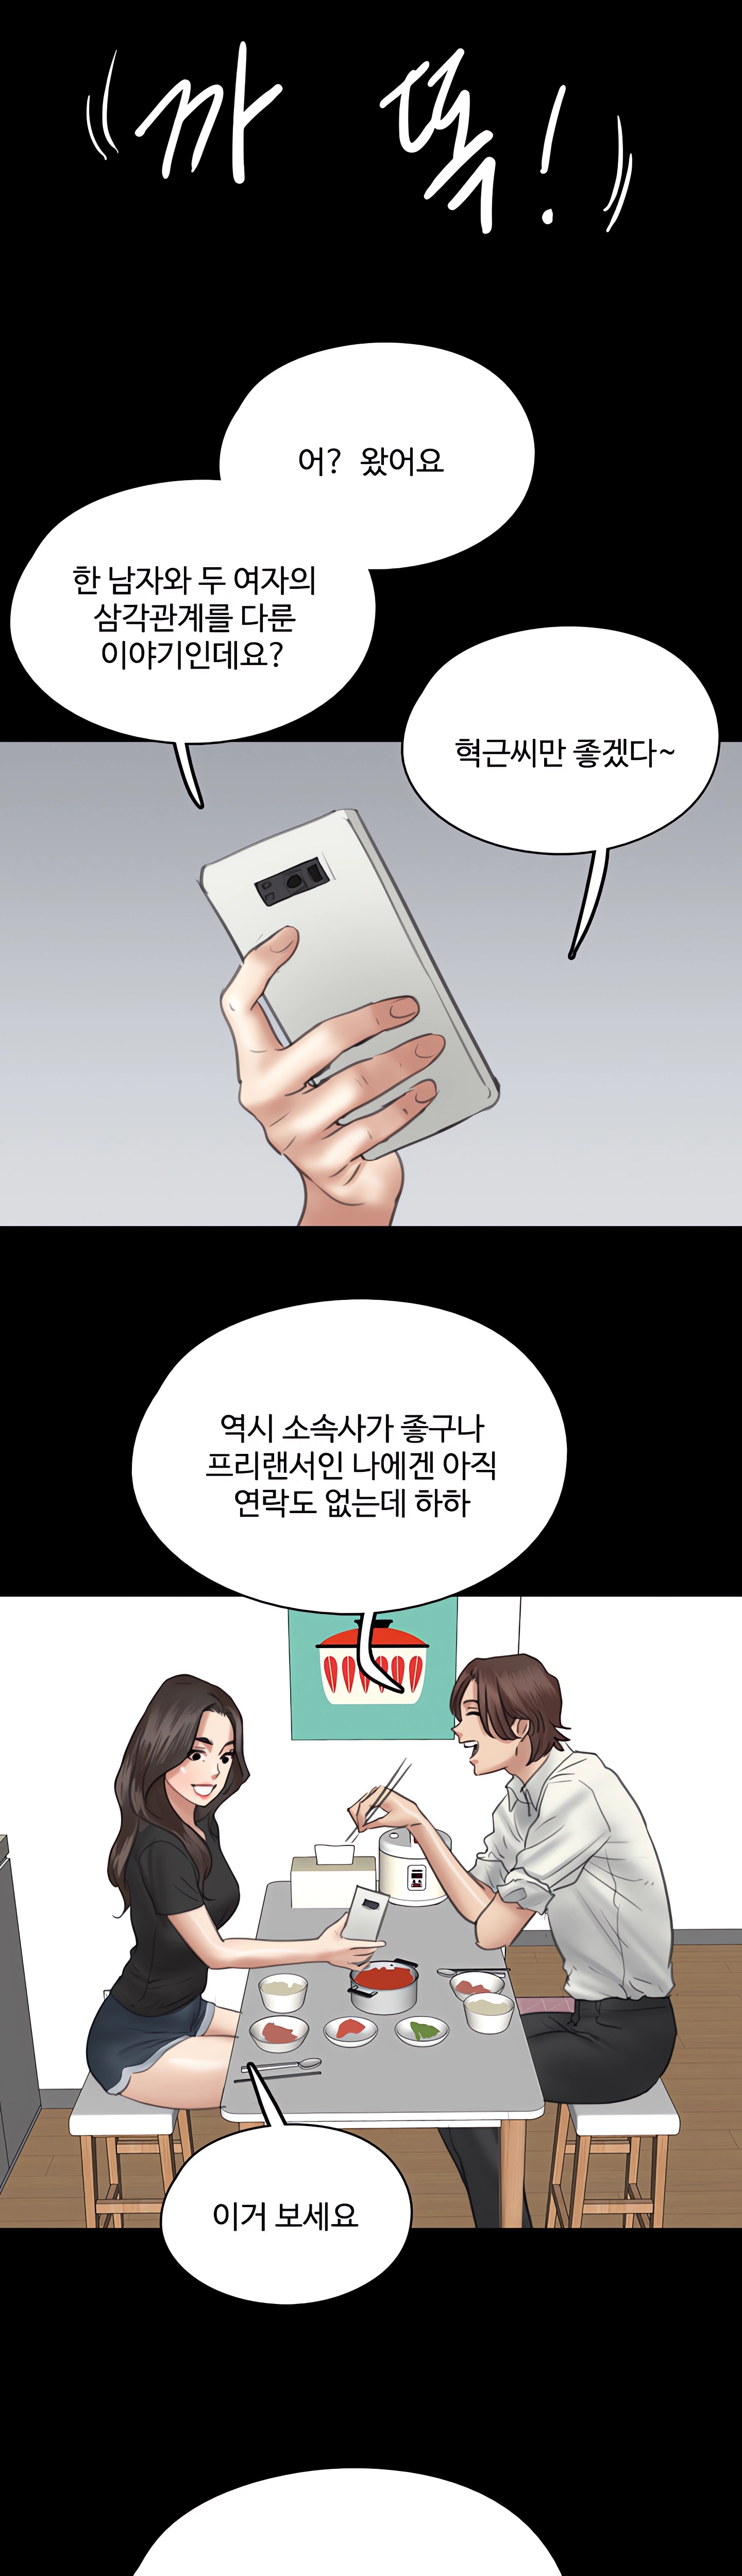 까똑!
어? 왔어요
한 남자와 두 여자의
삼각관계를 다룬
이야기인데요?
혁근씨만 좋겠다~
역시 소속사가 좋구나
프리랜서인 나에겐 아직
연락도 없는데 하하
이거 보세요